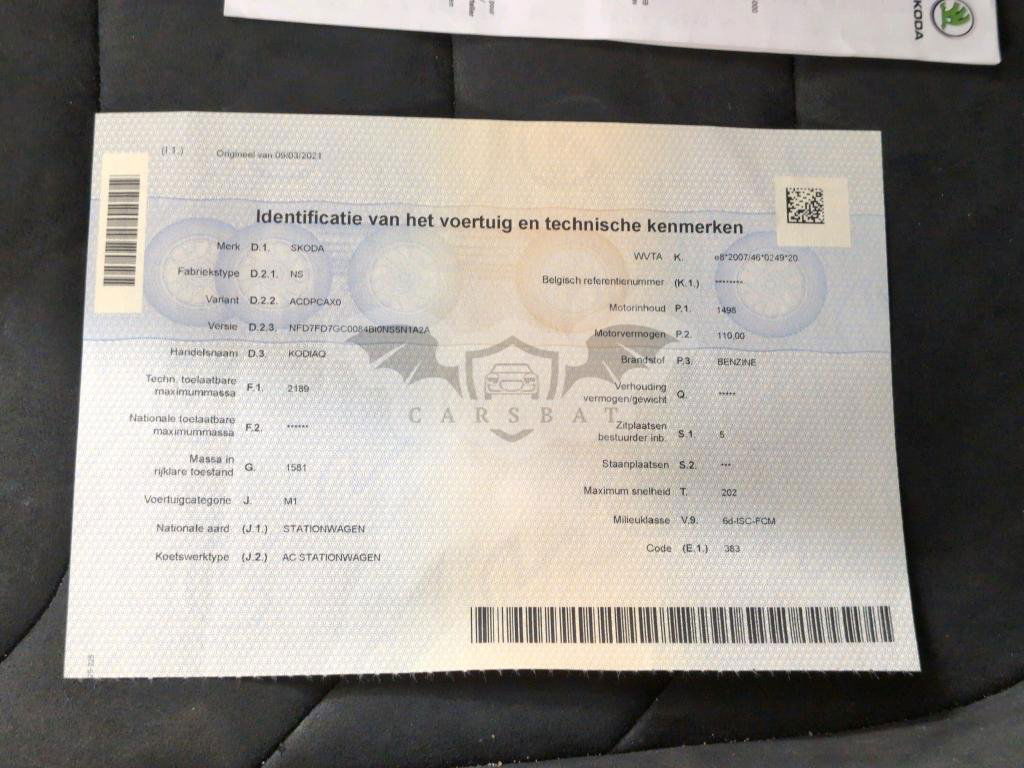 ŠKODA
(I.1.) Origineel van 09/03/2021
Identificatie van het voertuig en technische kenmerken
Merk D.1. SKODA
Fabriekstype D.2.1. NS
Variant D.2.2. ACDPCAX0
Versie D.2.3. NFD7FD7GC0084BI0NS5N1A2A
Handelsnaam D.3. KODIAQ
Techn. toelaatbare
maximummassa F.1. 2189
Nationale toelaatbare
maximummassa F.2. ******
Massa in
rijklare toestand G. 1581
Voertuigcategorie J. M1
Nationale aard (J.1.) STATIONWAGEN
Koetswerktype (J.2.) AC STATIONWAGEN
WVTA K. e8*2007/46*0249*20
Belgisch referentienummer (K.1.) ********
Motorinhoud P.1. 1498
Motorvermogen P.2. 110,00
Brandstof P.3. BENZINE
Verhouding
vermogen/gewicht Q. *****
Zitplaatsen
bestuurder inb. S.1. 5
Staanplaatsen S.2. ***
Maximum snelheid T. 202
Milieuklasse V.9. 6d-ISC-FCM
Code (E.1.) 383
CARSBAT